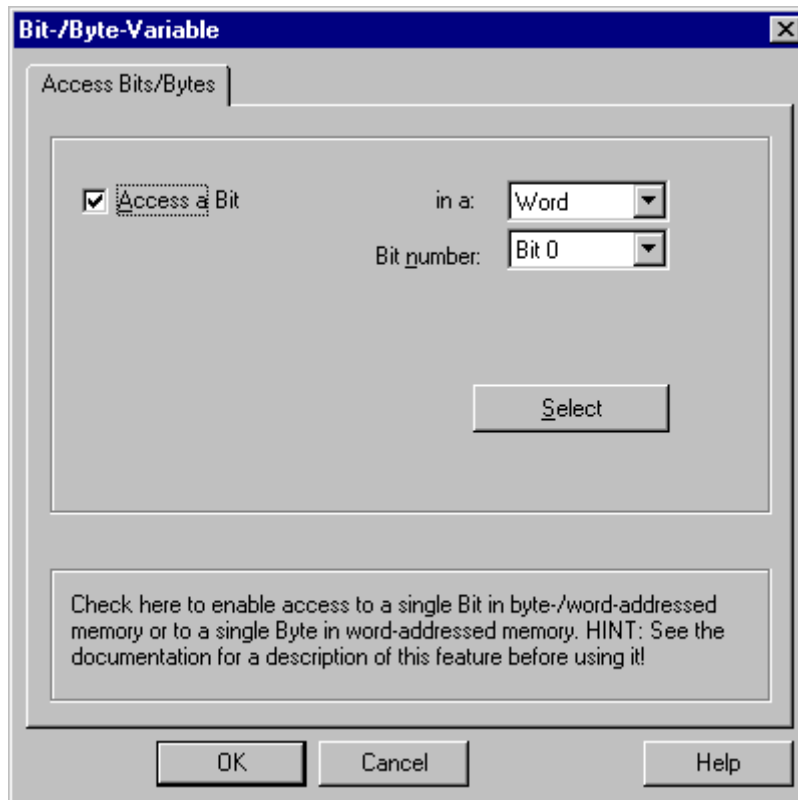 Bit-/Byte-Variable
Access Bits/Bytes
Access a Bit in a: Word
Bit number: Bit 0
Select
Check here to enable access to a single Bit in byte-/word-addressed
memory or to a single Byte in word-addressed memory. HINT: See the
documentation for a description of this feature before using it!
OK Cancel Help